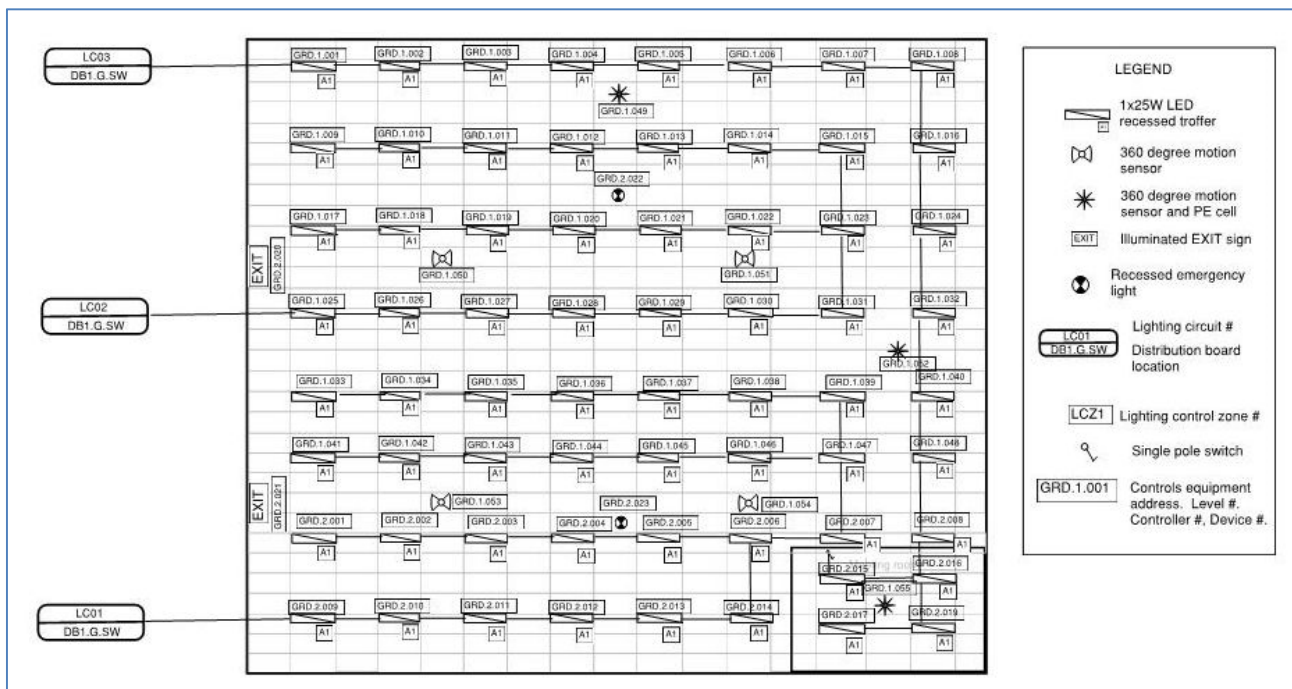 LC03
DB1.G.SW
GRD.1.001
GRD.1.002
GRD.1.003
GRD.1.004
GRD.1.005
GRD.1.006
GRD.1.007
GRD.1.008
A1
A1
A1
A1
A1
A1
A1
A1
GRD.1.049
GRD.1.009
GRD.1.010
GRD.1.011
GRD.1.012
GRD.1.013
GRD.1.014
GRD.1.015
GRD.1.016
A1
A1
A1
A1
A1
A1
A1
A1
GRD.2.022
GRD.1.017
GRD.1.018
GRD.1.019
GRD.1.020
GRD.1.021
GRD.1.022
GRD.1.023
GRD.1.024
A1
A1
A1
A1
A1
A1
A1
A1
EXIT
GRD.2.020
GRD.1.050
GRD.1.051
LC02
DB1.G.SW
GRD.1.025
GRD.1.026
GRD.1.027
GRD.1.028
GRD.1.029
GRD.1.030
GRD.1.031
GRD.1.032
A1
A1
A1
A1
A1
A1
A1
A1
GRD.1.052
GRD.1.033
GRD.1.034
GRD.1.035
GRD.1.036
GRD.1.037
GRD.1.038
GRD.1.039
GRD.1.040
A1
A1
A1
A1
A1
A1
A1
A1
GRD.1.041
GRD.1.042
GRD.1.043
GRD.1.044
GRD.1.045
GRD.1.046
GRD.1.047
GRD.1.048
A1
A1
A1
A1
A1
A1
A1
A1
EXIT
GRD.2.021
GRD.1.053
GRD.2.023
GRD.1.054
GRD.2.001
GRD.2.002
GRD.2.003
GRD.2.004
GRD.2.005
GRD.2.006
GRD.2.007
GRD.2.008
A1
A1
A1
A1
A1
A1
A1
A1
GRD.2.015
GRD.2.016
GRD.1.055
LC01
DB1.G.SW
GRD.2.009
GRD.2.010
GRD.2.011
GRD.2.012
GRD.2.013
GRD.2.014
GRD.2.017
GRD.2.019
A1
A1
A1
A1
A1
A1
A1
A1
LEGEND
1x25W LED
recessed troffer
A1
360 degree motion
sensor
360 degree motion
sensor and PE cell
EXIT
Illuminated EXIT sign
Recessed emergency
light
LC01
DB1.G.SW
Lighting circuit #
Distribution board
location
LCZ1
Lighting control zone #
Single pole switch
GRD.1.001
Controls equipment
address. Level #.
Controller #, Device #.